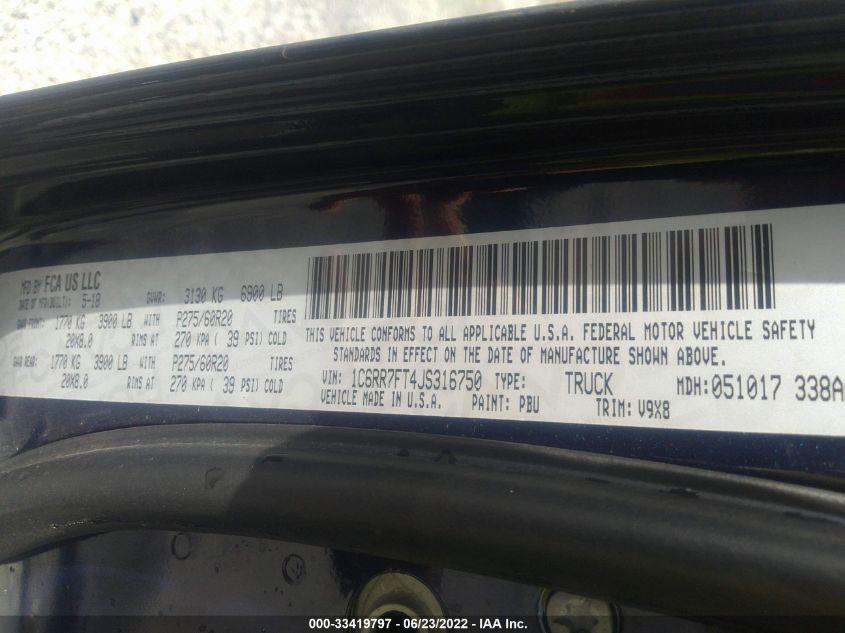 MFD BY FCA US LLC
DATE OF MFR(BUILT): 5-18 GVWR: 3130 KG 6900 LB
GAWR FRONT: 1770 KG 3900 LB WITH P275/60R20 TIRES
20X8.0 RIMS AT 270 KPA ( 39 PSI) COLD
GAWR REAR: 1770 KG 3900 LB WITH P275/60R20 TIRES
20X8.0 RIMS AT 270 KPA ( 39 PSI) COLD
THIS VEHICLE CONFORMS TO ALL APPLICABLE U.S.A. FEDERAL MOTOR VEHICLE SAFETY
STANDARDS IN EFFECT ON THE DATE OF MANUFACTURE SHOWN ABOVE.
VIN: 1C6RR7FT4JS316750 TYPE: TRUCK MDH: 051017 338A
VEHICLE MADE IN U.S.A. PAINT: PBU TRIM: V9X8
000-33419797 - 06/23/2022 - IAA Inc.